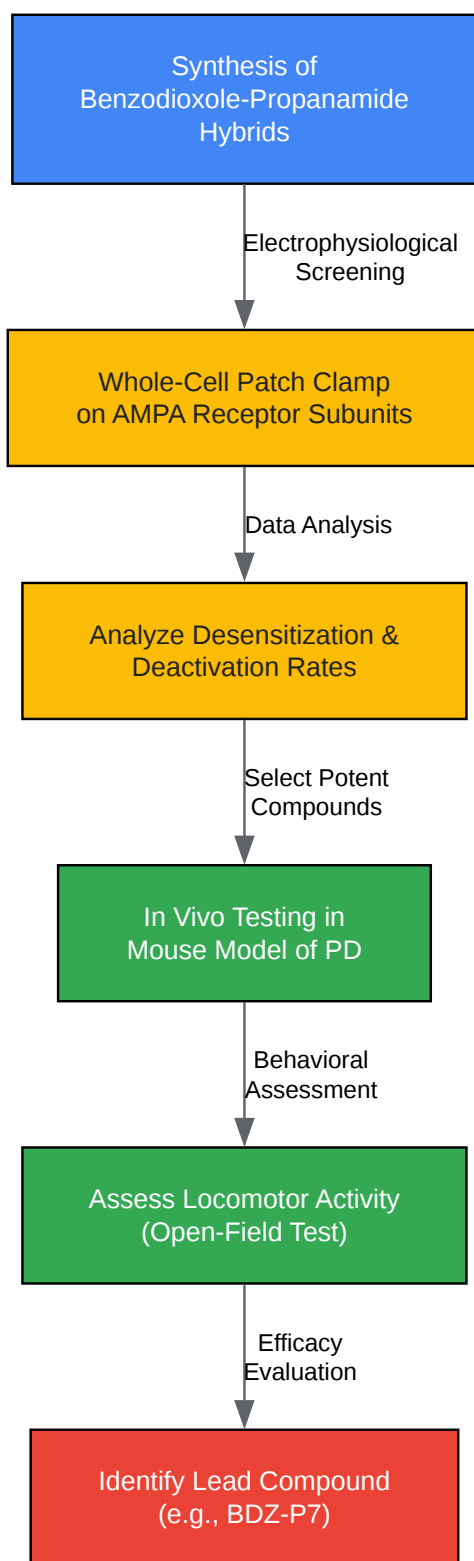 Synthesis of
Benzodioxole-Propanamide
Hybrids
Electrophysiological
Screening
Whole-Cell Patch Clamp
on AMPA Receptor Subunits
Data Analysis
Analyze Desensitization &
Deactivation Rates
Select Potent
Compounds
In Vivo Testing in
Mouse Model of PD
Behavioral
Assessment
Assess Locomotor Activity
(Open-Field Test)
Efficacy
Evaluation
Identify Lead Compound
(e.g., BDZ-P7)